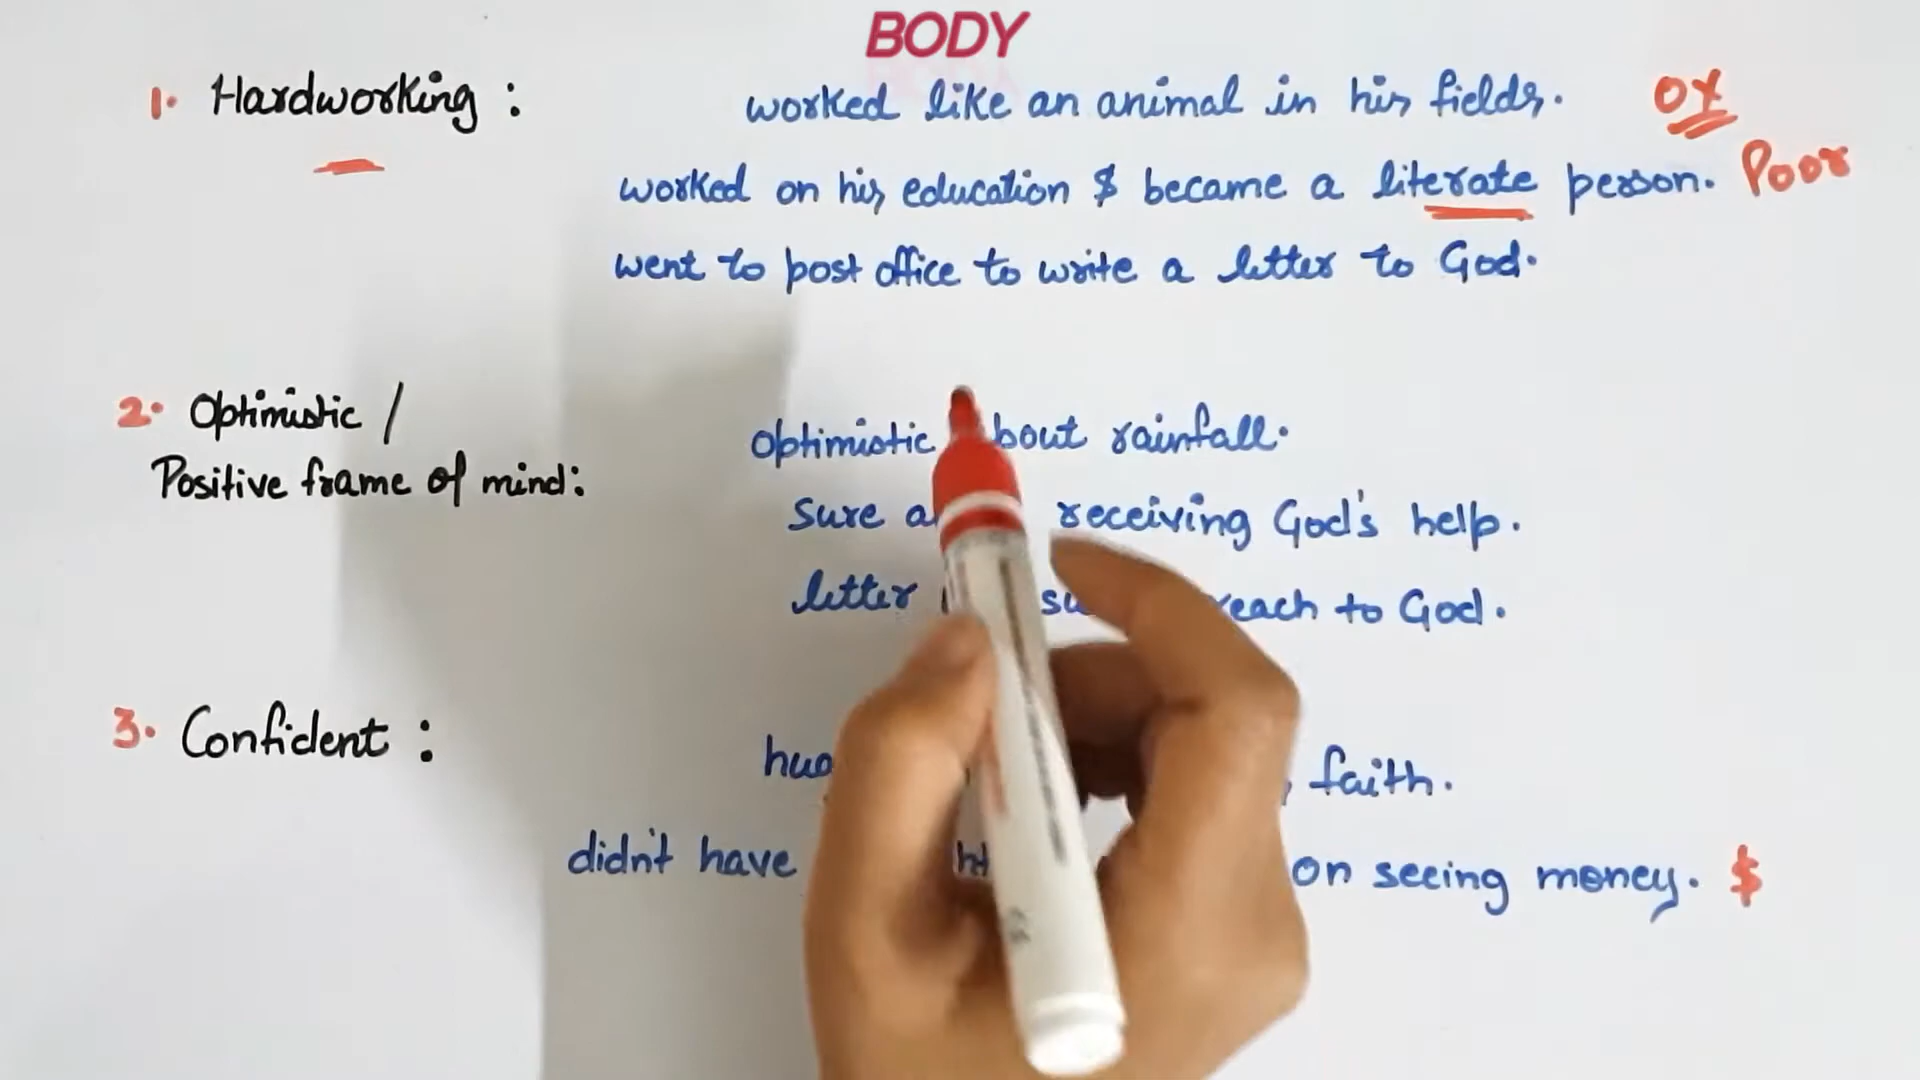 BODY
1. Hardworking : worked like an animal in his fields. OX
worked on his education $ became a literate person. Poor
went to post office to write a letter to God.
2. Optimistic / optimistic bout rainfall.
Positive frame of mind: sure receiving God's help.
letter reach to God.
3. Confident : faith.
didn't have on seeing money. $